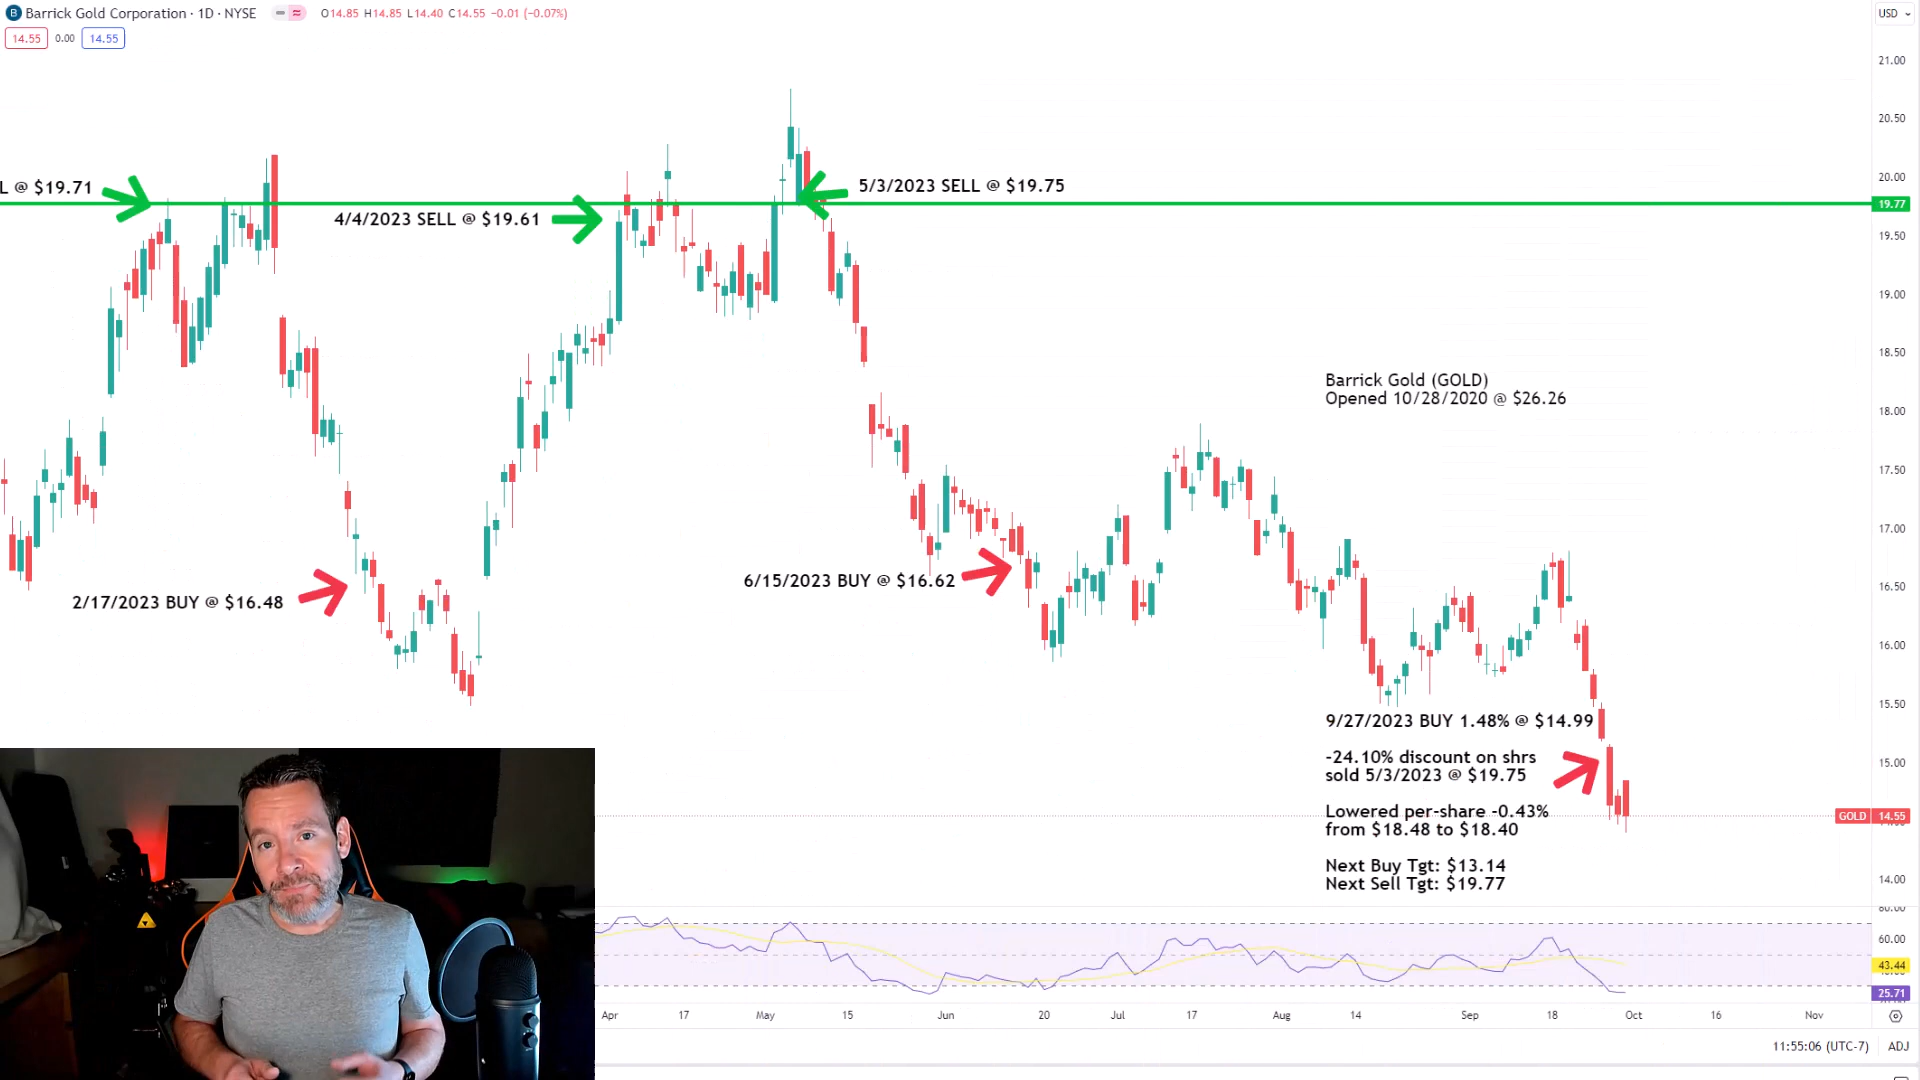 Barrick Gold Corporation · 1D · NYSE
O14.85 H14.85 L14.40 C14.55 −0.01 (−0.07%)
USD
14.55 0.00 14.55
21.00
20.50
20.00
19.77
19.50
19.00
18.50
18.00
17.50
17.00
16.50
16.00
15.50
15.00
GOLD 14.55
14.00
L @ $19.71
4/4/2023 SELL @ $19.61
5/3/2023 SELL @ $19.75
Barrick Gold (GOLD)
Opened 10/28/2020 @ $26.26
2/17/2023 BUY @ $16.48
6/15/2023 BUY @ $16.62
9/27/2023 BUY 1.48% @ $14.99
-24.10% discount on shrs
sold 5/3/2023 @ $19.75
Lowered per-share -0.43%
from $18.48 to $18.40
Next Buy Tgt: $13.14
Next Sell Tgt: $19.77
80.00
60.00
43.44
25.71
Apr 17 May 15 Jun 20 Jul 17 Aug 14 Sep 18 Oct 16 Nov
11:55:06 (UTC-7) ADJ